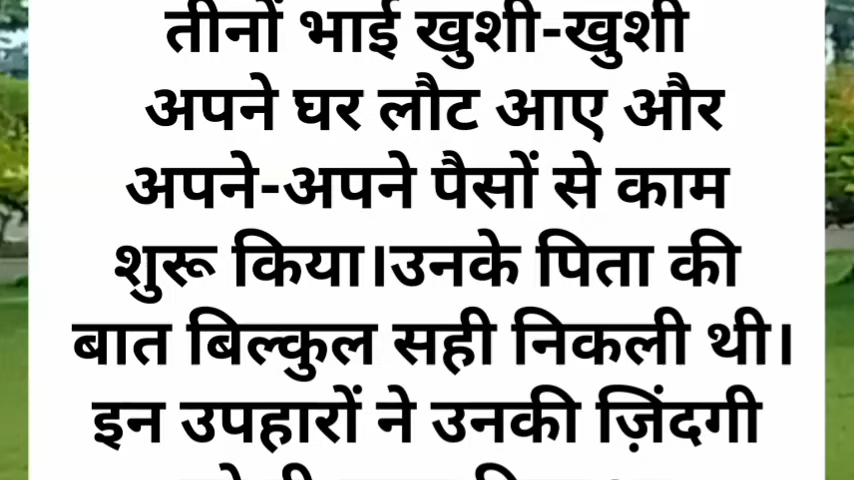 तीनों भाई खुशी-खुशी
अपने घर लौट आए और
अपने-अपने पैसों से काम
शुरू किया।उनके पिता की
बात बिल्कुल सही निकली थी।
इन उपहारों ने उनकी ज़िंदगी